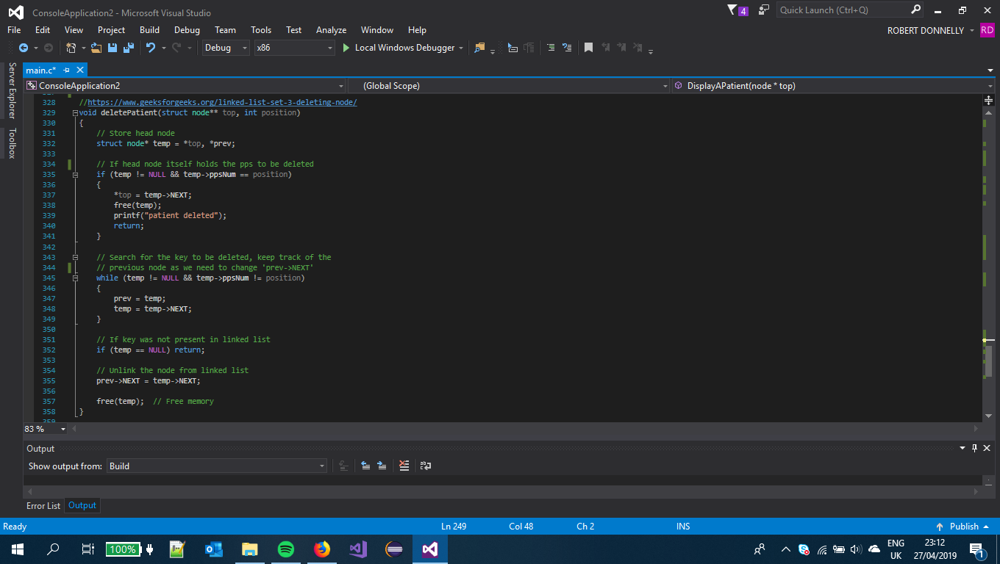 ConsoleApplication2 - Microsoft Visual Studio
4
Quick Launch (Ctrl+Q)
File Edit View Project Build Debug Team Tools Test Analyze Window Help
ROBERT DONNELLY
RD
Debug x86 Local Windows Debugger
Server Explorer
Toolbox
main.c*
ConsoleApplication2 (Global Scope) DisplayAPatient(node * top)
328 //https://www.geeksforgeeks.org/linked-list-set-3-deleting-node/
329 void deletePatient(struct node** top, int position)
330 {
331 // Store head node
332 struct node* temp = *top, *prev;
333
334 // If head node itself holds the pps to be deleted
335 if (temp != NULL && temp->ppsNum == position)
336 {
337 *top = temp->NEXT;
338 free(temp);
339 printf("patient deleted");
340 return;
341 }
342
343 // Search for the key to be deleted, keep track of the
344 // previous node as we need to change 'prev->NEXT'
345 while (temp != NULL && temp->ppsNum != position)
346 {
347 prev = temp;
348 temp = temp->NEXT;
349 }
350
351 // If key was not present in linked list
352 if (temp == NULL) return;
353
354 // Unlink the node from linked list
355 prev->NEXT = temp->NEXT;
356
357 free(temp); // Free memory
358 }
83 %
Output
Show output from: Build
Error List Output
Ready Ln 249 Col 48 Ch 2 INS Publish
100%
ENG
UK
23:12
27/04/2019
1